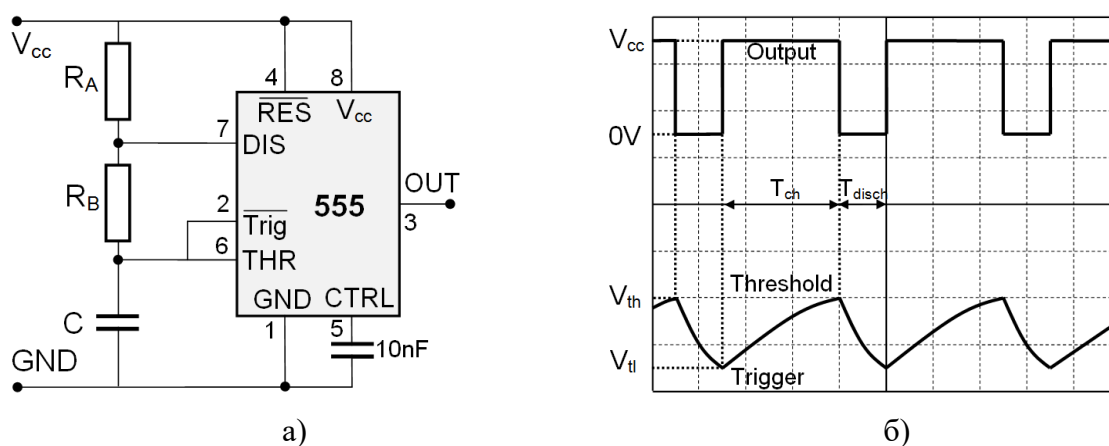 Vcc
RA
RB
C
GND
4
8
RES
Vcc
7
DIS
2
Trig
555
6
THR
OUT
3
GND
CTRL
1
5
10nF
а)
Vcc
Output
0V
Tch
Tdisch
Threshold
Vth
Vtl
Trigger
б)